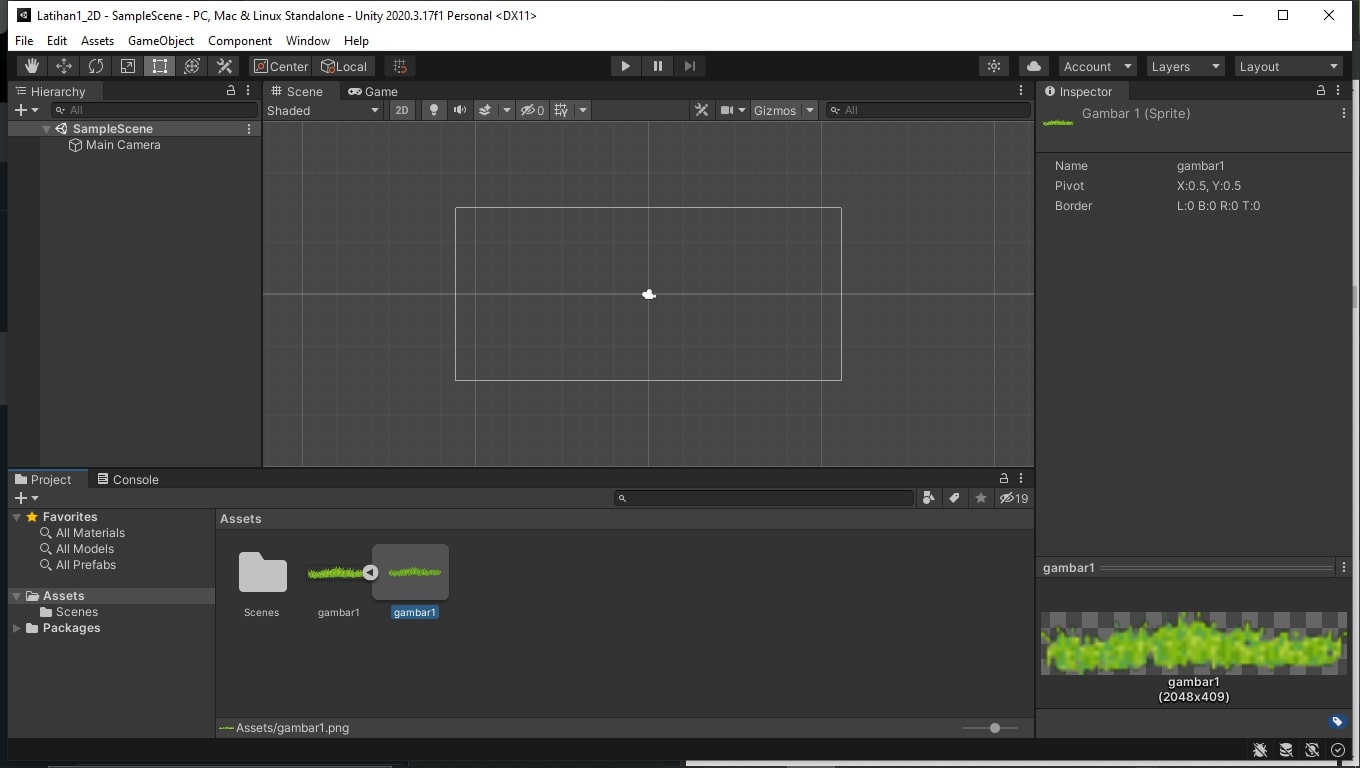 Latihan1_2D - SampleScene - PC, Mac & Linux Standalone - Unity 2020.3.17f1 Personal <DX11>
File Edit Assets GameObject Component Window Help
Center Local Account Layers Layout
Hierarchy
All
SampleScene
Main Camera
Scene Game
Shaded 2D 0 Gizmos All
Inspector
Gambar 1 (Sprite)
Name gambar1
Pivot X:0.5, Y:0.5
Border L:0 B:0 R:0 T:0
Project Console
19
Favorites
All Materials
All Models
All Prefabs
Assets
Scenes
Packages
Assets
Scenes gambar1 gambar1
Assets/gambar1.png
gambar1
gambar1
(2048x409)